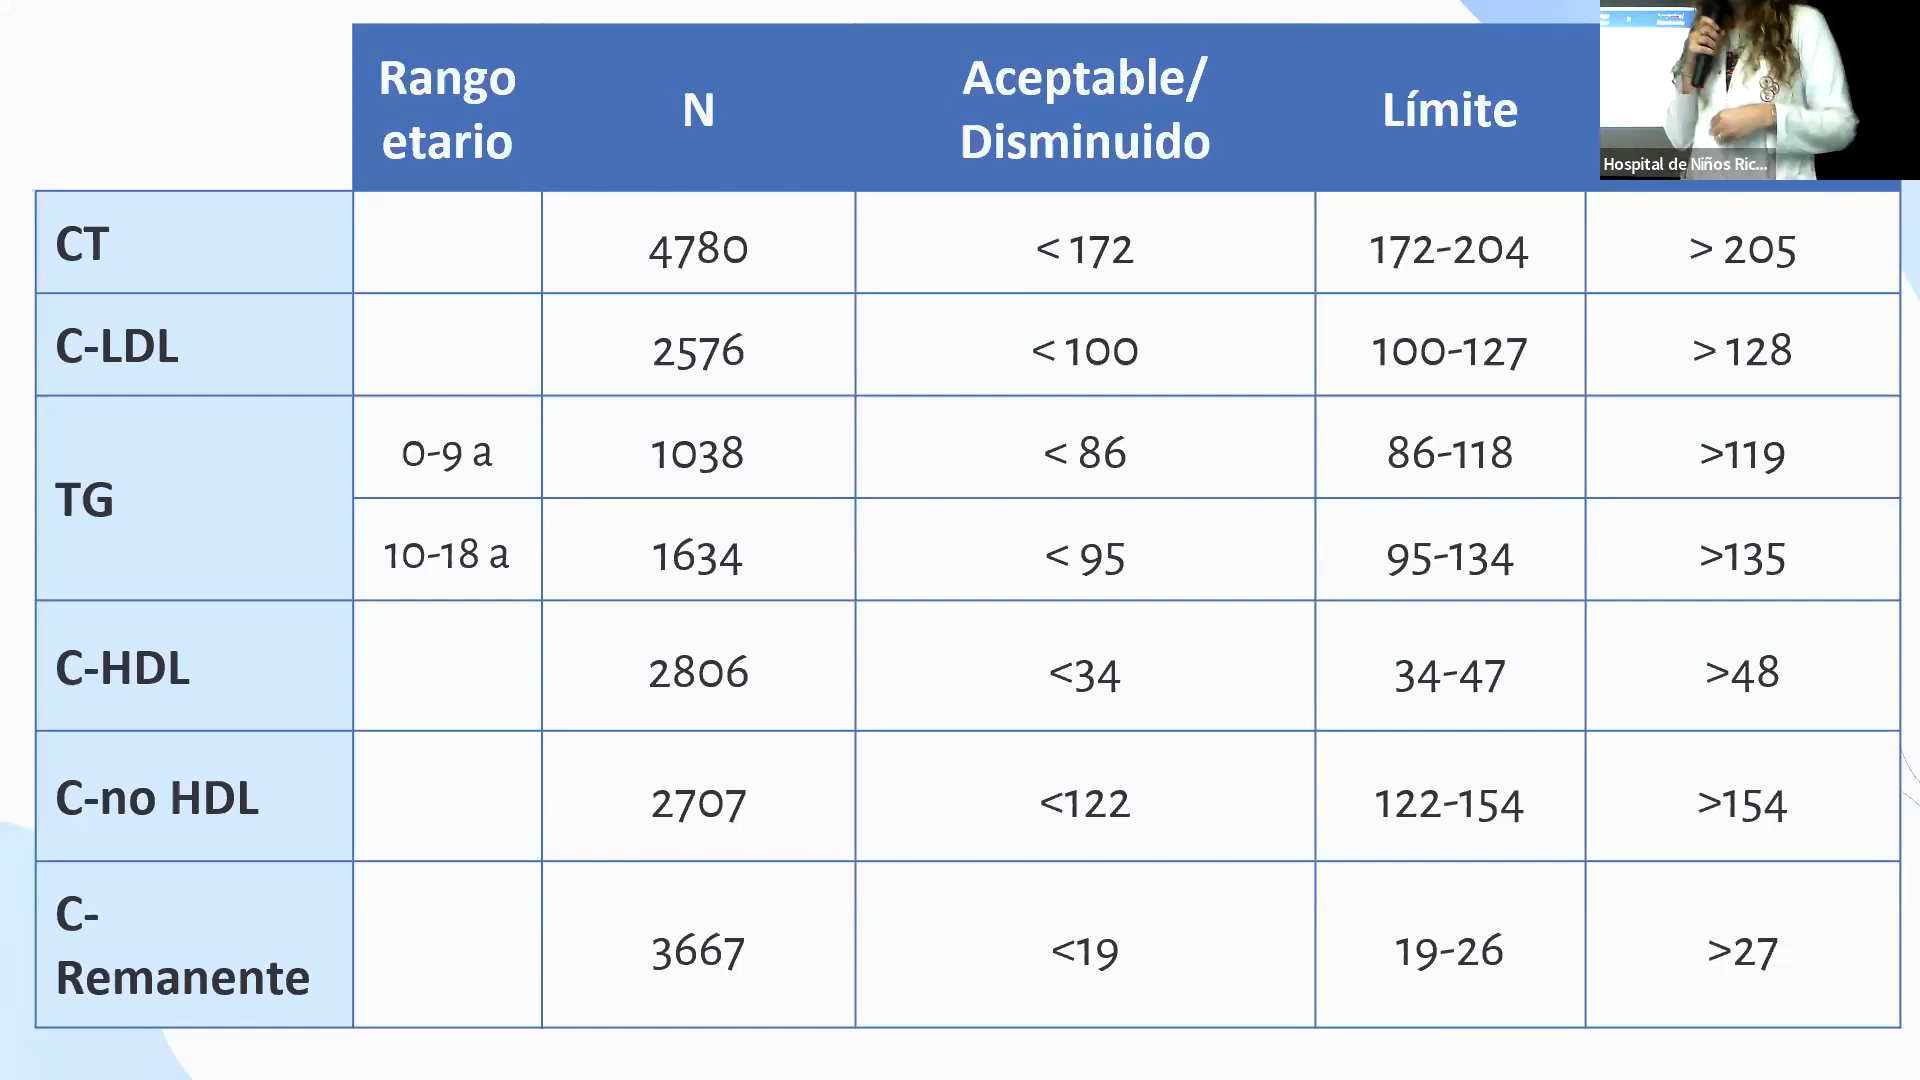 Rango etario N Aceptable/ Disminuido Límite
Hospital de Niños Ric...
CT 4780 < 172 172-204 > 205
C-LDL 2576 < 100 100-127 > 128
TG 0-9 a 1038 < 86 86-118 >119
10-18 a 1634 < 95 95-134 >135
C-HDL 2806 <34 34-47 >48
C-no HDL 2707 <122 122-154 >154
C-
Remanente 3667 <19 19-26 >27